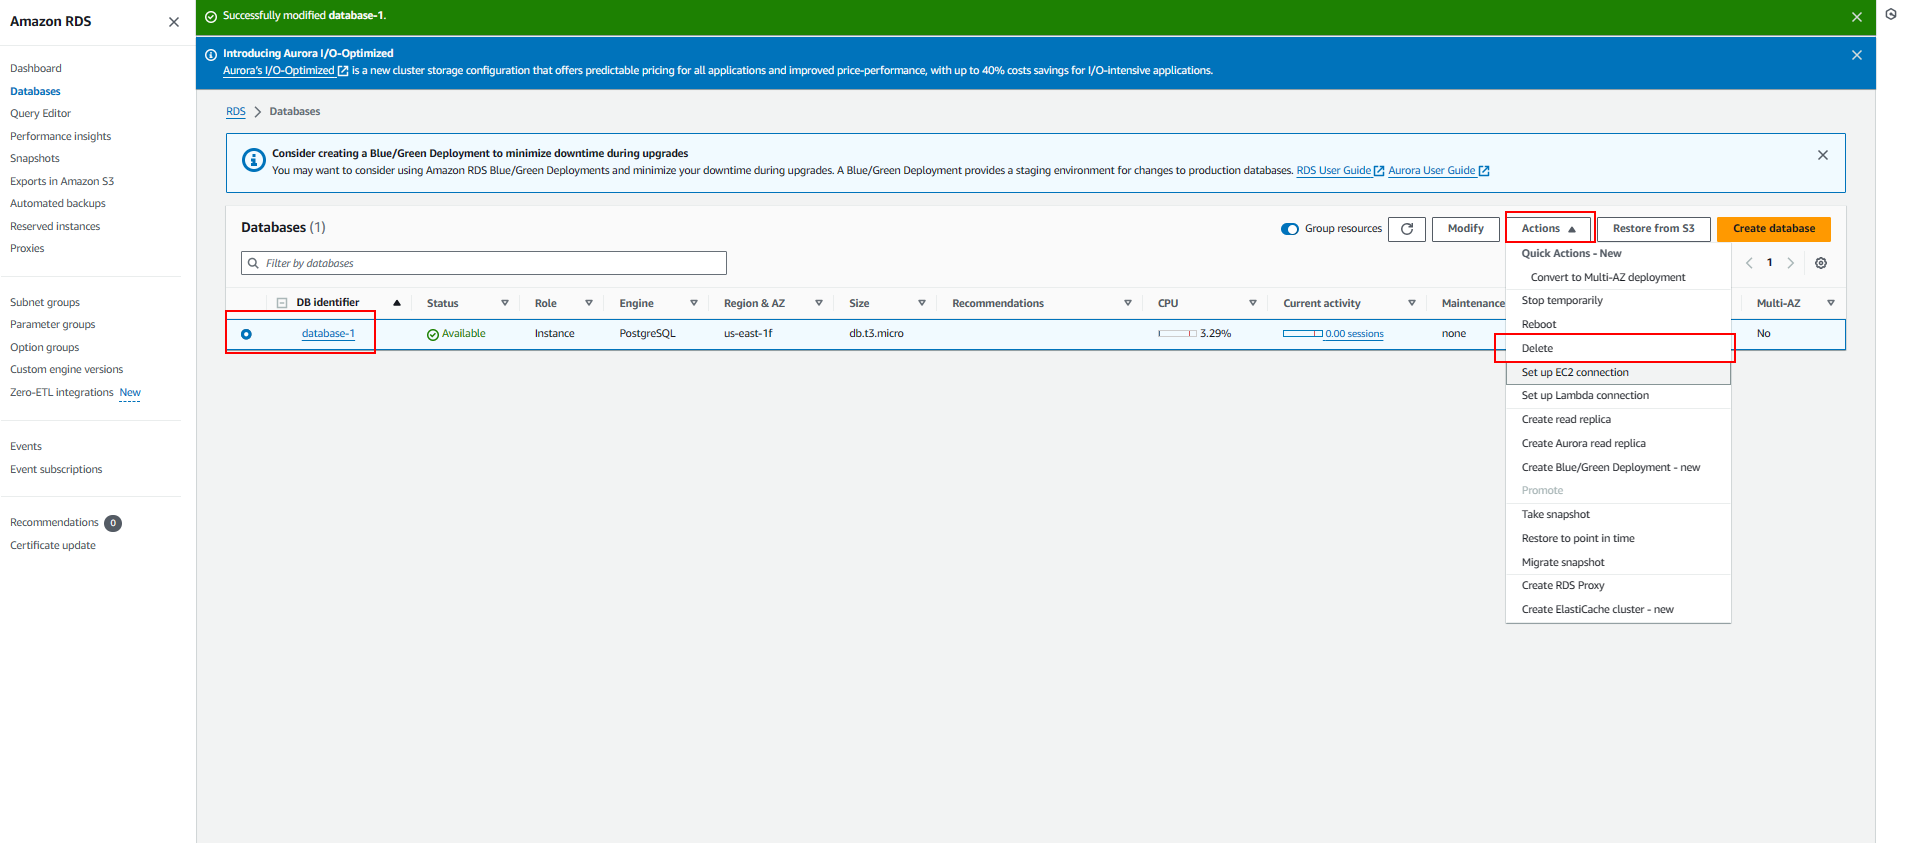 Amazon RDS
Dashboard
Databases
Query Editor
Performance insights
Snapshots
Exports in Amazon S3
Automated backups
Reserved instances
Proxies
Subnet groups
Parameter groups
Option groups
Custom engine versions
Zero-ETL integrations New
Events
Event subscriptions
Recommendations 0
Certificate update
Successfully modified database-1.
Introducing Aurora I/O-Optimized
Aurora's I/O-Optimized is a new cluster storage configuration that offers predictable pricing for all applications and improved price-performance, with up to 40% costs savings for I/O-intensive applications.
RDS > Databases
Consider creating a Blue/Green Deployment to minimize downtime during upgrades
You may want to consider using Amazon RDS Blue/Green Deployments and minimize your downtime during upgrades. A Blue/Green Deployment provides a staging environment for changes to production databases. RDS User Guide Aurora User Guide
Databases (1)
Group resources Modify Actions Restore from S3 Create database
Filter by databases
1
DB identifier Status Role Engine Region & AZ Size Recommendations CPU Current activity Maintenance Multi-AZ
database-1 Available Instance PostgreSQL us-east-1f db.t3.micro 3.29% 0.00 sessions none No
Quick Actions - New
Convert to Multi-AZ deployment
Stop temporarily
Reboot
Delete
Set up EC2 connection
Set up Lambda connection
Create read replica
Create Aurora read replica
Create Blue/Green Deployment - new
Promote
Take snapshot
Restore to point in time
Migrate snapshot
Create RDS Proxy
Create ElastiCache cluster - new